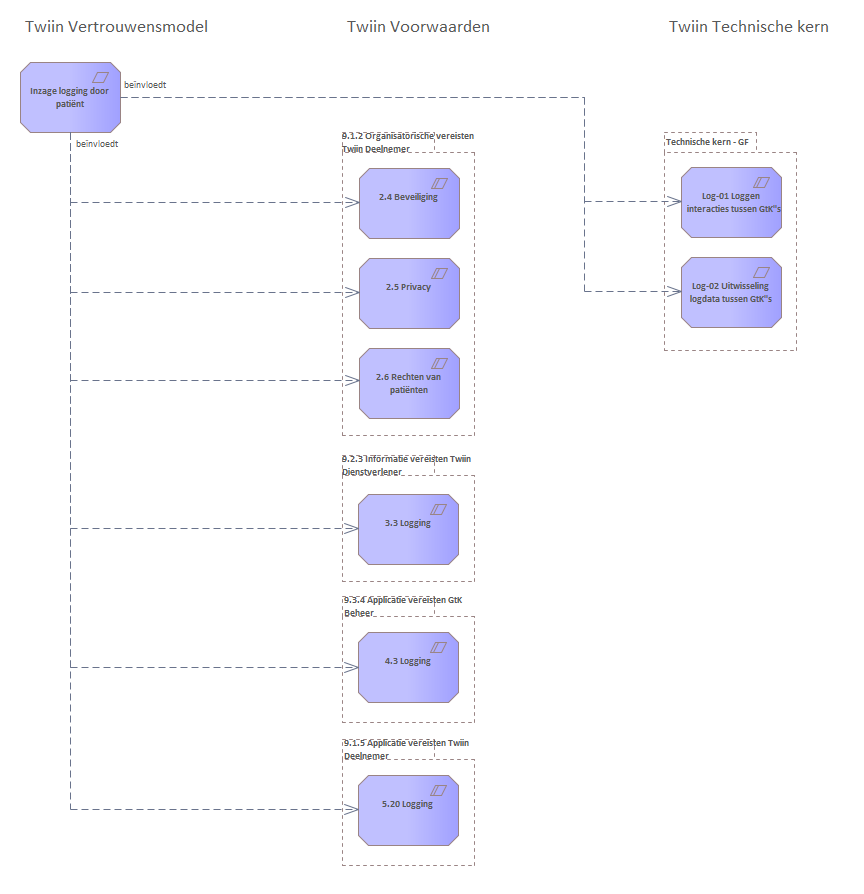 Twiin Vertrouwensmodel
Twiin Voorwaarden
Twiin Technische kern
Inzage logging door
patiënt
beïnvloedt
beïnvloedt
9.1.2 Organisatorische vereisten
Twiin Deelnemer
2.4 Beveiliging
2.5 Privacy
2.6 Rechten van
patiënten
9.2.3 Informatie vereisten Twiin
Dienstverlener
3.3 Logging
9.3.4 Applicatie vereisten GtK
Beheer
4.3 Logging
9.1.5 Applicatie vereisten Twiin
Deelnemer
5.20 Logging
Technische kern - GF
Log-01 Loggen
interacties tussen GtK"s
Log-02 Uitwisseling
logdata tussen GtK"s